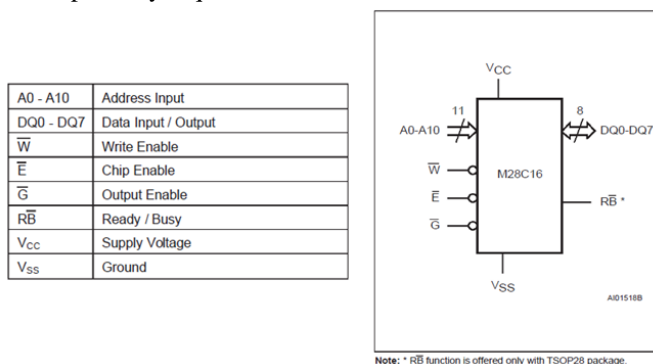 A0 - A10 Address Input
DQ0 - DQ7 Data Input / Output
W̅ Write Enable
E̅ Chip Enable
G̅ Output Enable
RB̅ Ready / Busy
VCC Supply Voltage
VSS Ground
VCC
11 8
A0-A10 DQ0-DQ7
W̅
M28C16
E̅ RB̅ *
G̅
VSS
AI01518B
Note: * RB̅ function is offered only with TSOP28 package.